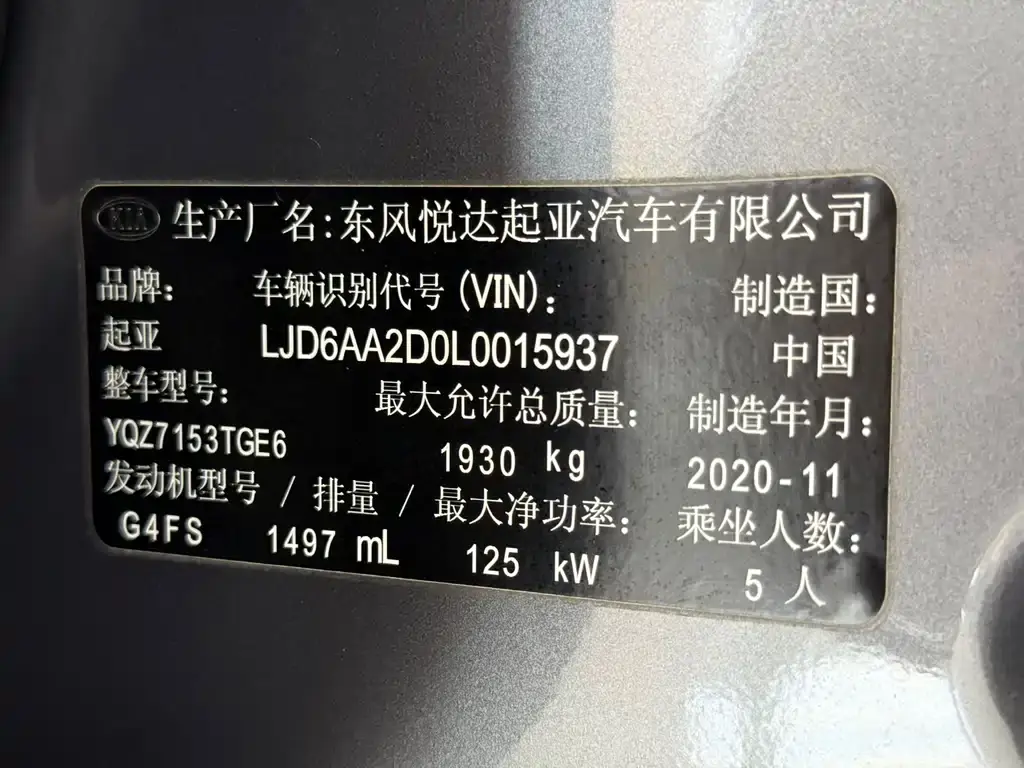 KIA 生产厂名:东风悦达起亚汽车有限公司
品牌: 车辆识别代号(VIN): 制造国:
起亚 LJD6AA2D0L0015937 中国
整车型号: 最大允许总质量: 制造年月:
YQZ7153TGE6 1930 kg 2020-11
发动机型号 / 排量 / 最大净功率: 乘坐人数:
G4FS 1497 mL 125 kW 5 人